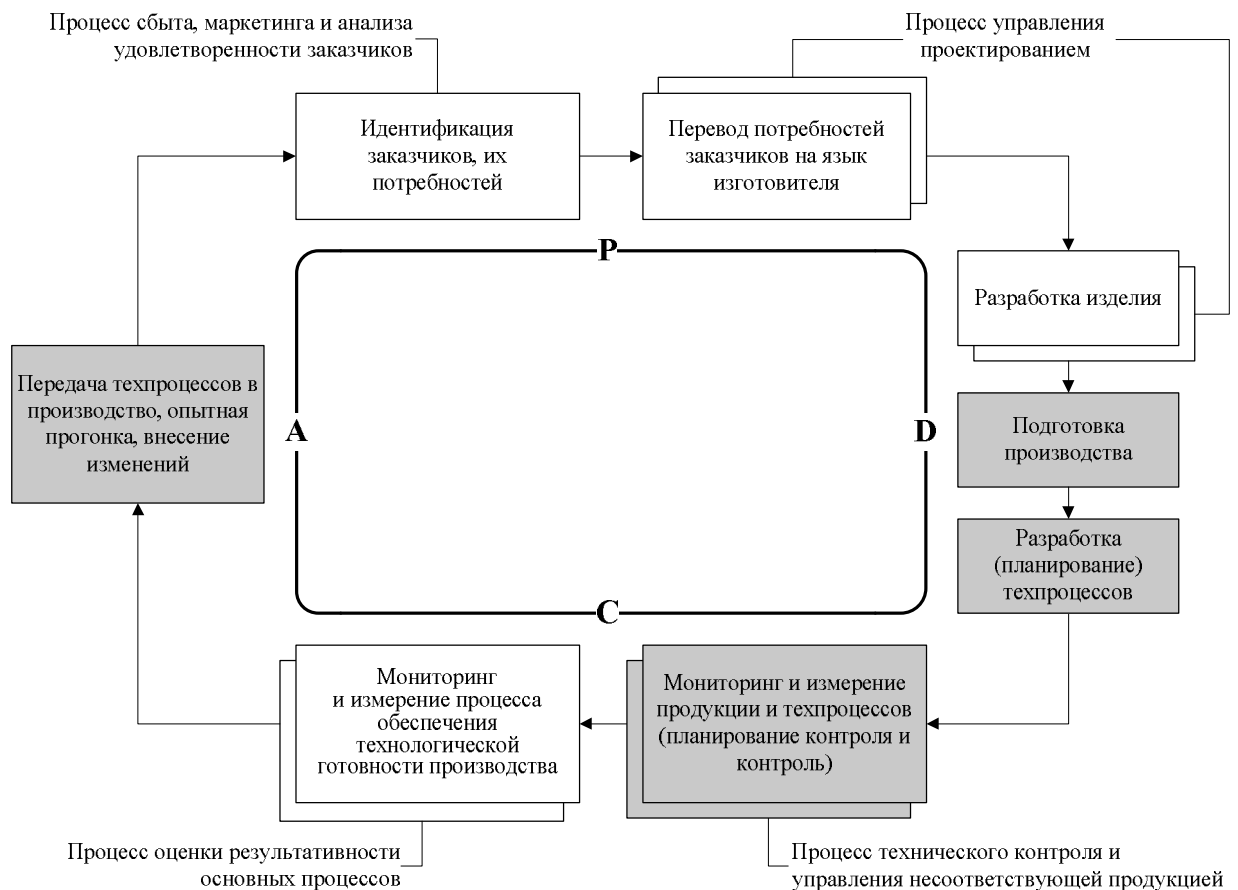 Процесс сбыта, маркетинга и анализа
удовлетворенности заказчиков
Процесс управления
проектированием
Идентификация
заказчиков, их
потребностей
Перевод потребностей
заказчиков на язык
изготовителя
P
Разработка изделия
Передача техпроцессов в
производство, опытная
прогонка, внесение
изменений
A
D
Подготовка
производства
Разработка
(планирование)
техпроцессов
C
Мониторинг
и измерение процесса
обеспечения
технологической
готовности производства
Мониторинг и измерение
продукции и техпроцессов
(планирование контроля и
контроль)
Процесс оценки результативности
основных процессов
Процесс технического контроля и
управления несоответствующей продукцией